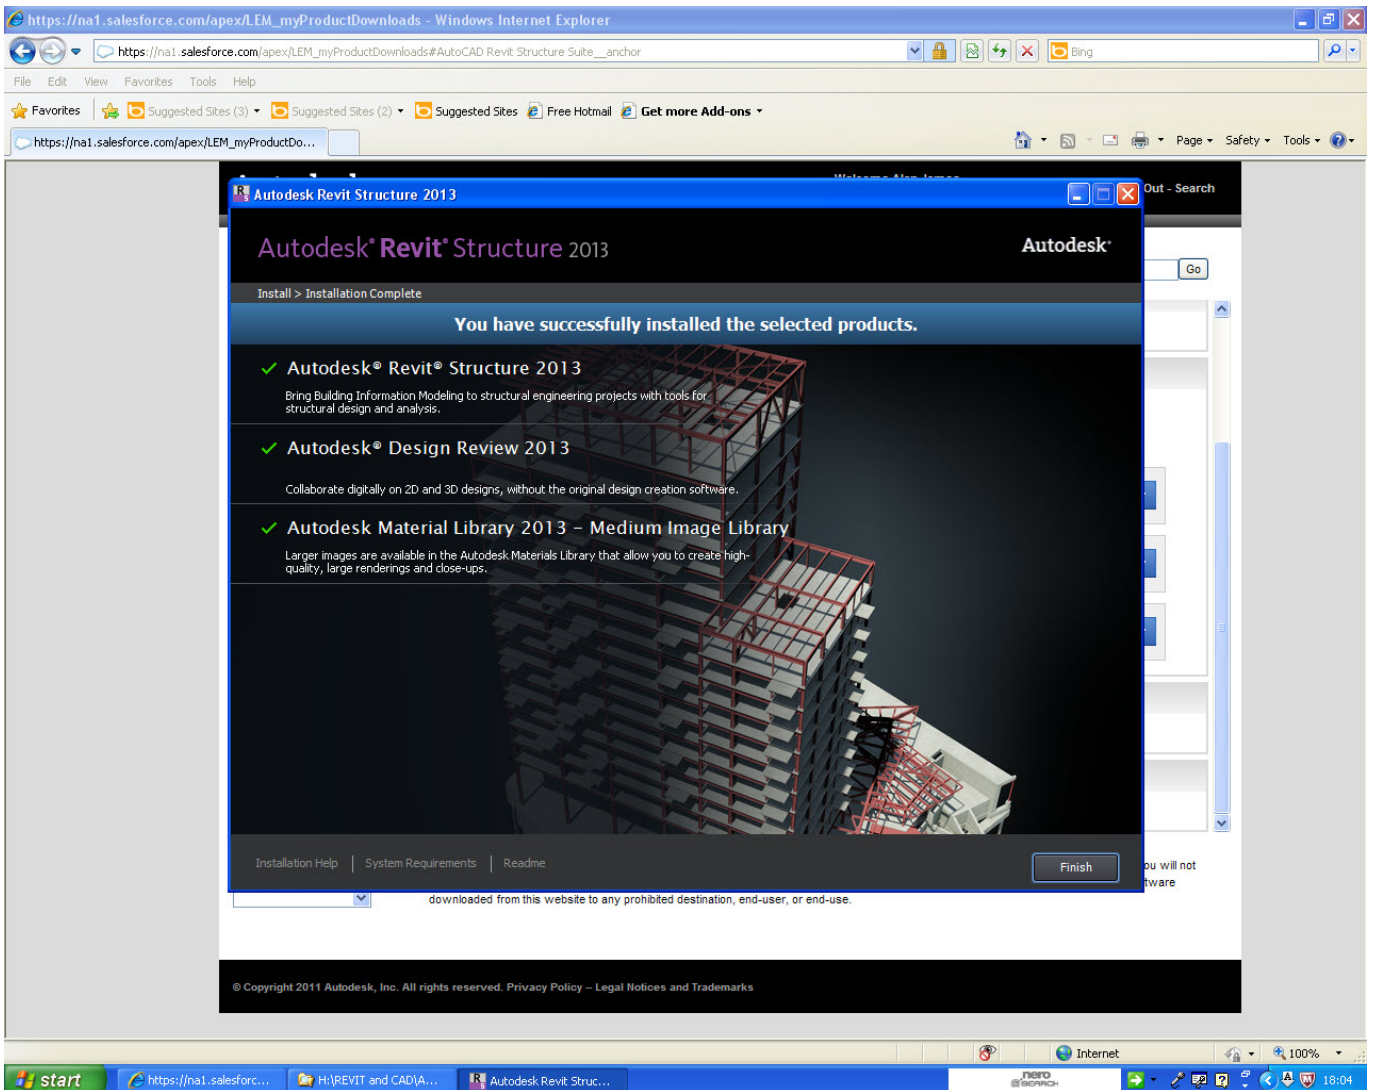 https://na1.salesforce.com/apex/LEM_myProductDownloads - Windows Internet Explorer
https://na1.salesforce.com/apex/LEM_myProductDownloads#AutoCAD Revit Structure Suite__anchor
Bing
File Edit View Favorites Tools Help
Favorites Suggested Sites (3) Suggested Sites (2) Suggested Sites Free Hotmail Get more Add-ons
https://na1.salesforce.com/apex/LEM_myProductDo...
Page Safety Tools
Out - Search
Autodesk Revit Structure 2013
Autodesk® Revit® Structure 2013
Autodesk®
Go
Install > Installation Complete
You have successfully installed the selected products.
Autodesk® Revit® Structure 2013
Bring Building Information Modeling to structural engineering projects with tools for
structural design and analysis.
Autodesk® Design Review 2013
Collaborate digitally on 2D and 3D designs, without the original design creation software.
Autodesk Material Library 2013 - Medium Image Library
Larger images are available in the Autodesk Materials Library that allow you to create high-
quality, large renderings and close-ups.
Installation Help | System Requirements | Readme
Finish
ou will not
tware
downloaded from this website to any prohibited destination, end-user, or end-use.
© Copyright 2011 Autodesk, Inc. All rights reserved. Privacy Policy -- Legal Notices and Trademarks
Internet
100%
start
https://na1.salesforc...
H:\REVIT and CAD\A...
Autodesk Revit Struc...
nero
SEARCH
18:04